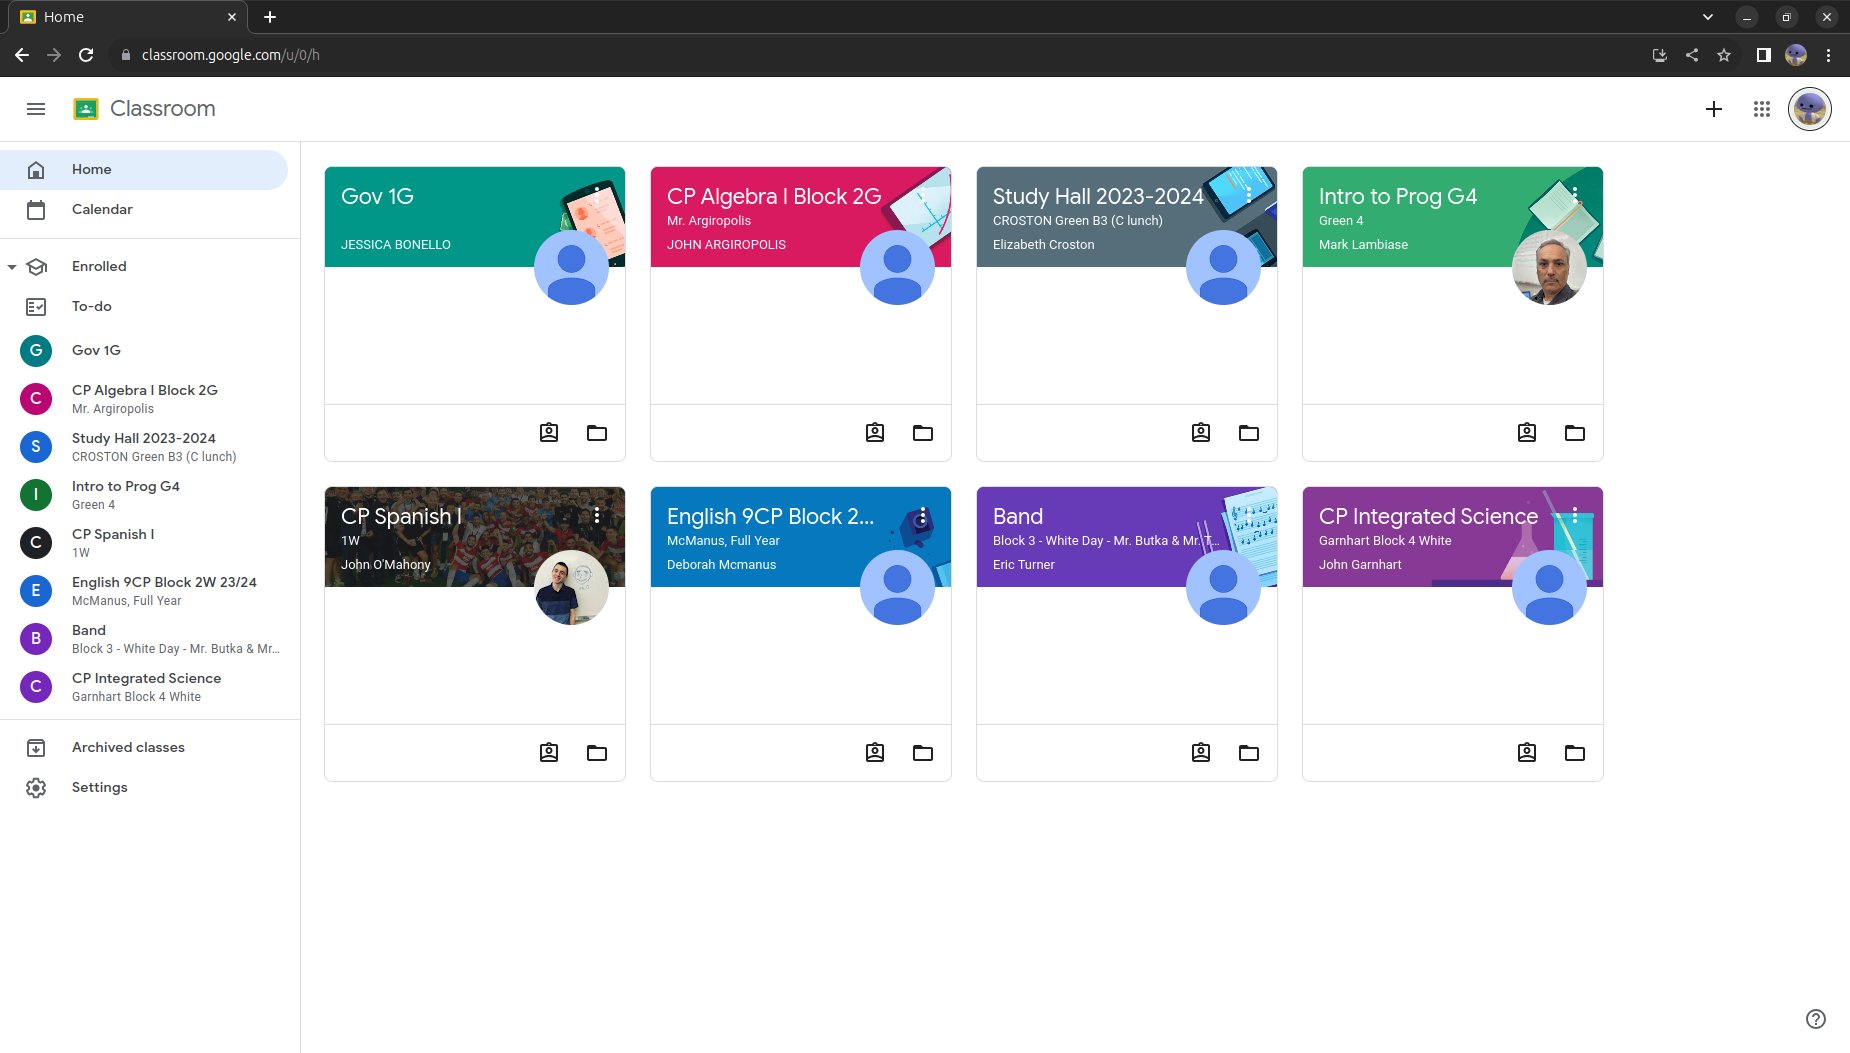 Home
classroom.google.com/u/0/h
Classroom
Home
Calendar
Enrolled
To-do
G
Gov 1G
C
CP Algebra I Block 2G
Mr. Argiropolis
S
Study Hall 2023-2024
CROSTON Green B3 (C lunch)
I
Intro to Prog G4
Green 4
C
CP Spanish I
1W
E
English 9CP Block 2W 23/24
McManus, Full Year
B
Band
Block 3 - White Day - Mr. Butka & Mr...
C
CP Integrated Science
Garnhart Block 4 White
Archived classes
Settings
Gov 1G
JESSICA BONELLO
CP Algebra I Block 2G
Mr. Argiropolis
JOHN ARGIROPOLIS
Study Hall 2023-2024
CROSTON Green B3 (C lunch)
Elizabeth Croston
Intro to Prog G4
Green 4
Mark Lambiase
CP Spanish I
1W
John O'Mahony
English 9CP Block 2...
McManus, Full Year
Deborah Mcmanus
Band
Block 3 - White Day - Mr. Butka & Mr. T...
Eric Turner
CP Integrated Science
Garnhart Block 4 White
John Garnhart